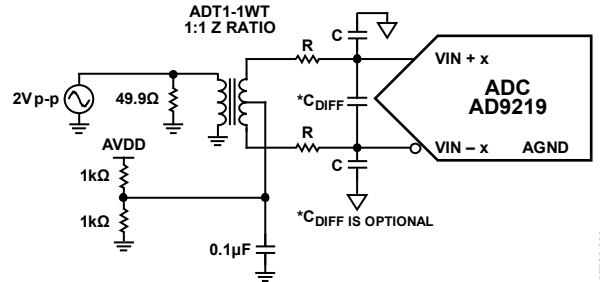 ADT1-1WT
1:1 Z RATIO
C
R
VIN + x
ADC
AD9219
2V p-p
49.9Ω
*CDIFF
R
VIN – x
AGND
AVDD
C
1kΩ
1kΩ
*CDIFF IS OPTIONAL
0.1µF